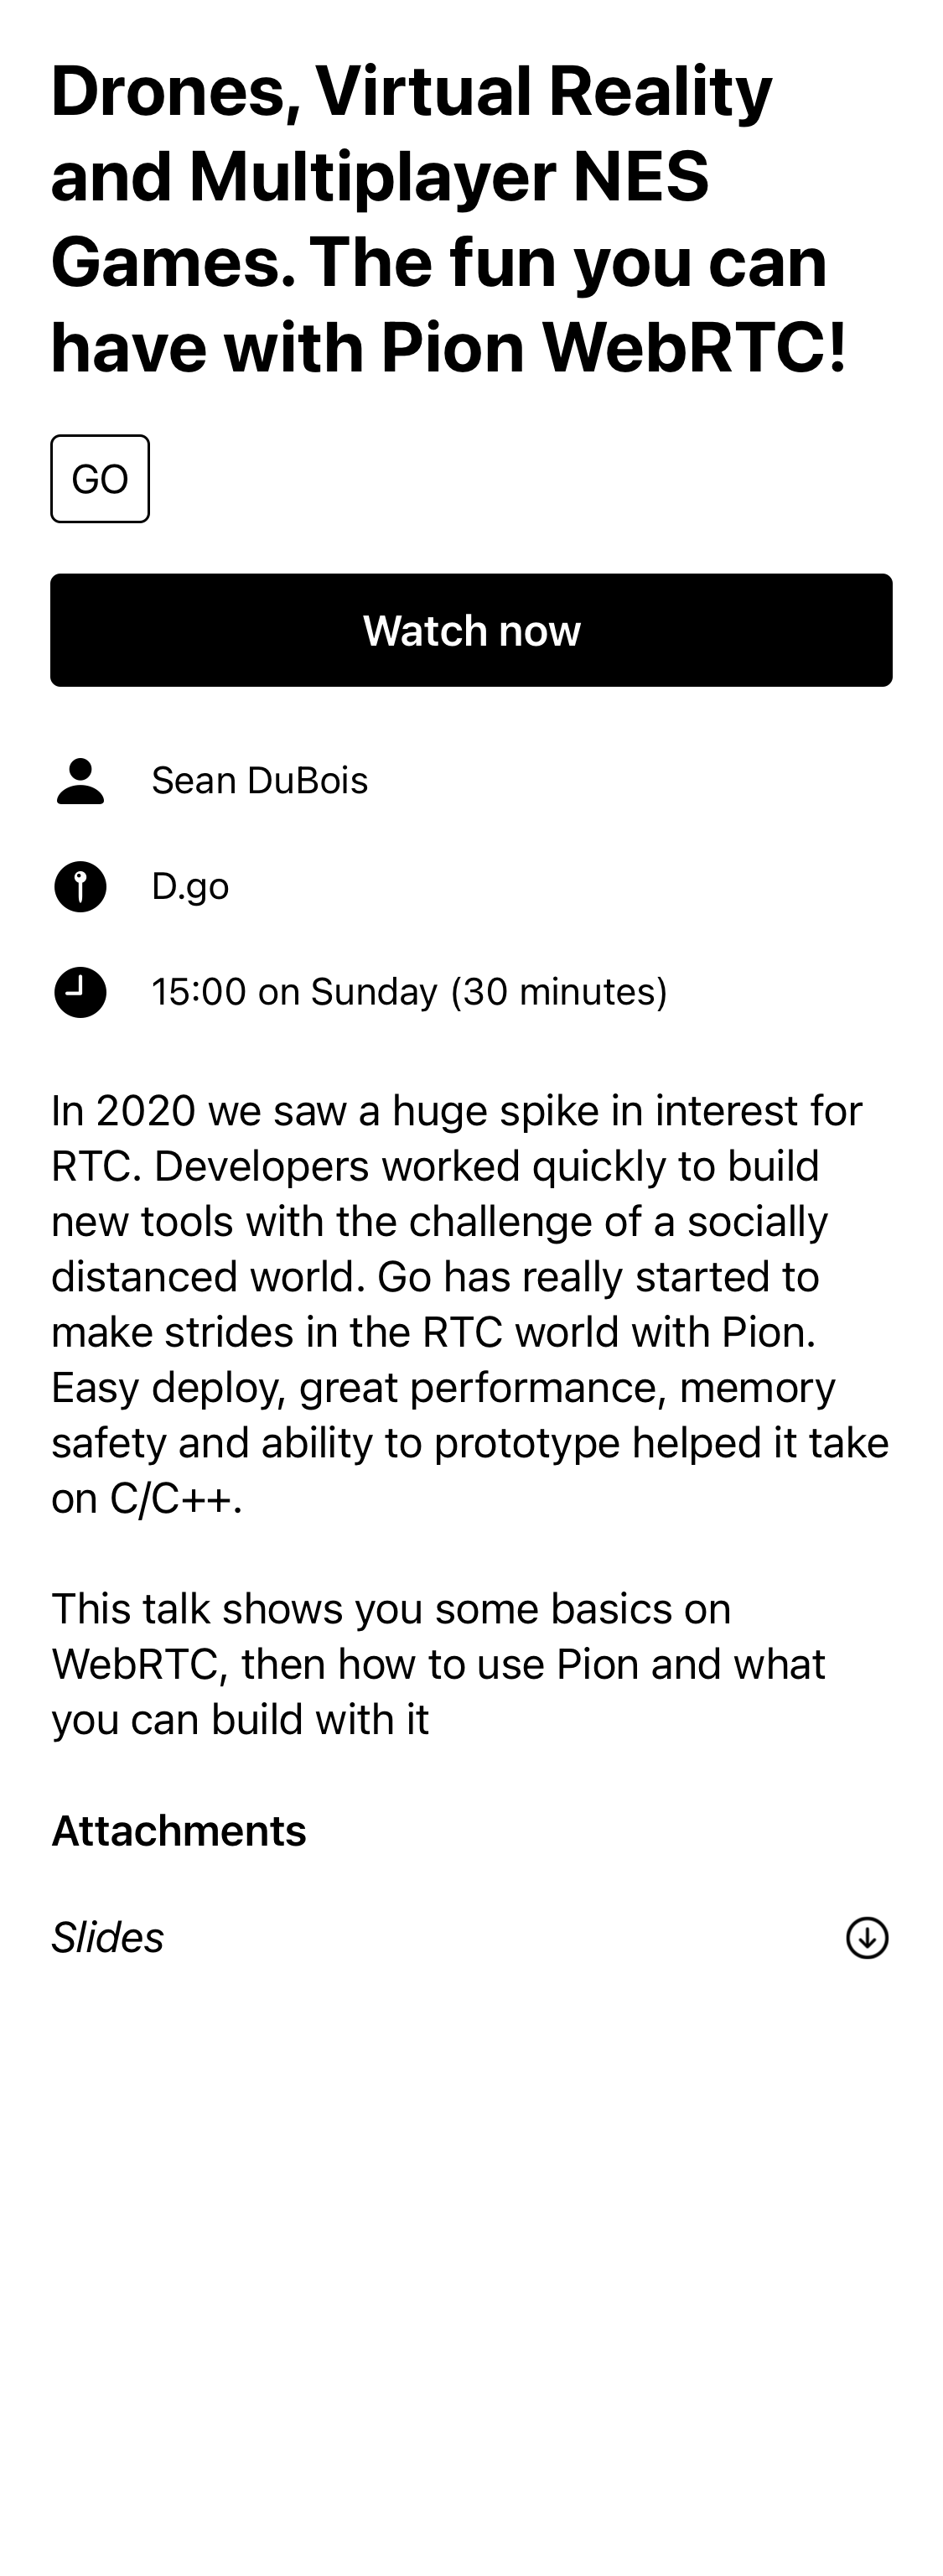 Drones, Virtual Reality
and Multiplayer NES
Games. The fun you can
have with Pion WebRTC!
GO
Watch now
Sean DuBois
D.go
15:00 on Sunday (30 minutes)
In 2020 we saw a huge spike in interest for
RTC. Developers worked quickly to build
new tools with the challenge of a socially
distanced world. Go has really started to
make strides in the RTC world with Pion.
Easy deploy, great performance, memory
safety and ability to prototype helped it take
on C/C++.
This talk shows you some basics on
WebRTC, then how to use Pion and what
you can build with it
Attachments
Slides